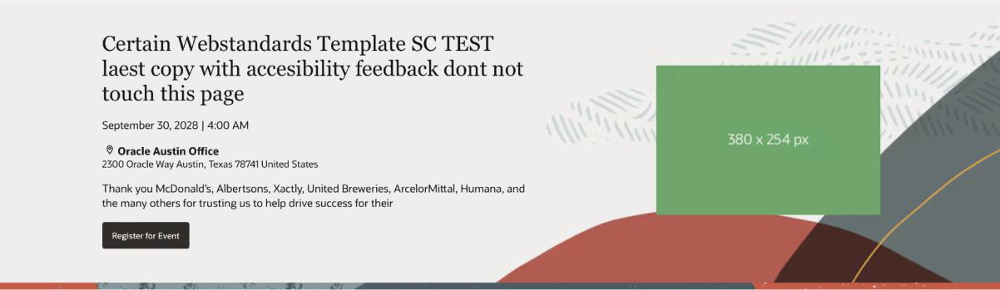 Certain Webstandards Template SC TEST
laest copy with accesibility feedback dont not
touch this page
September 30, 2028 | 4:00 AM
Oracle Austin Office
2300 Oracle Way Austin, Texas 78741 United States
Thank you McDonald's, Albertsons, Xactly, United Breweries, ArcelorMittal, Humana, and
the many others for trusting us to help drive success for their
Register for Event
380 x 254 px